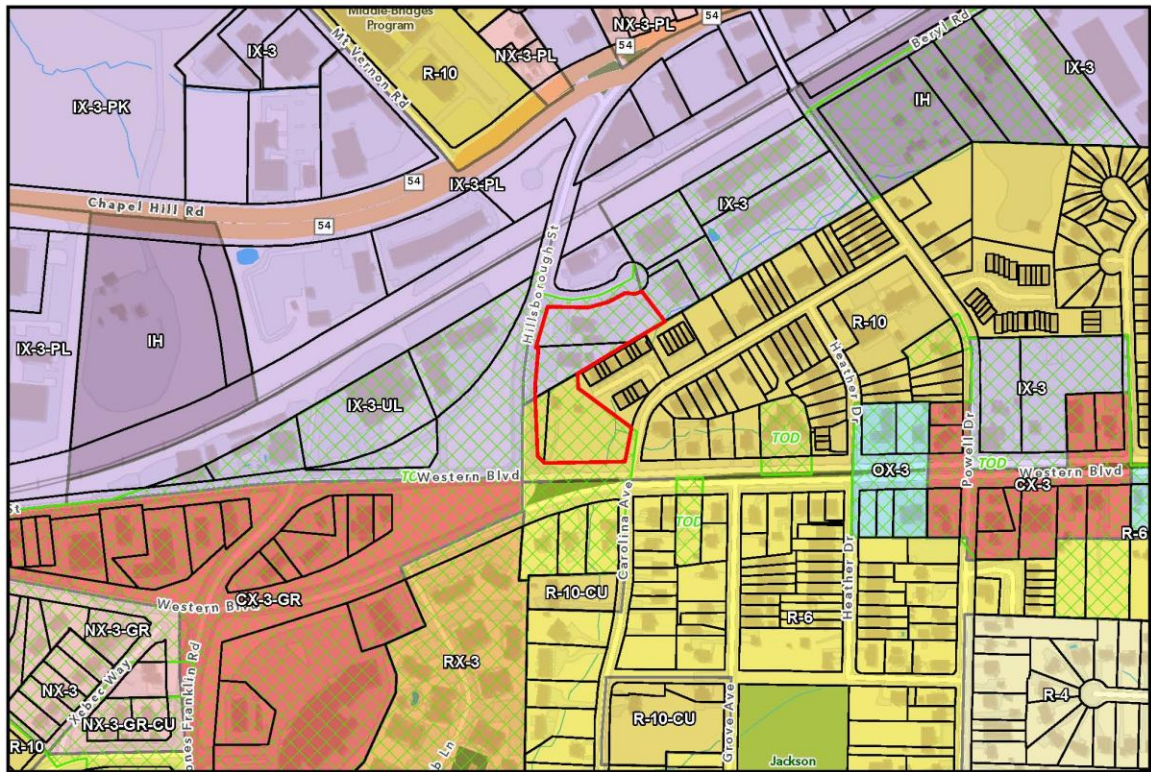 Middle-Bridges
Program
NX-3-PL
54
NX-3-PL
54
Beryl Rd
IX-3
Mt Vernon Rd
R-10
IX-3
IX-3-PK
IH
54
IX-3-PL
Chapel Hill Rd
54
IX-3
Hillsborough St
IX-3-PL
IH
R-10
Heather Dr
IX-3
IX-3-UL
TOD
OX-3
Powell Dr
TOD
Western Blvd
Western Blvd
CX-3
St
Carolina Ave
TOD
R-6
Heather Dr
Western Blvd
CX-3-GR
R-10-CU
R-6
NX-3-GR
RX-3
Xebec Way
NX-3
Jones Franklin Rd
R-4
NX-3-GR-CU
R-10-CU
Grove Ave
R-10
b Ln
Jackson